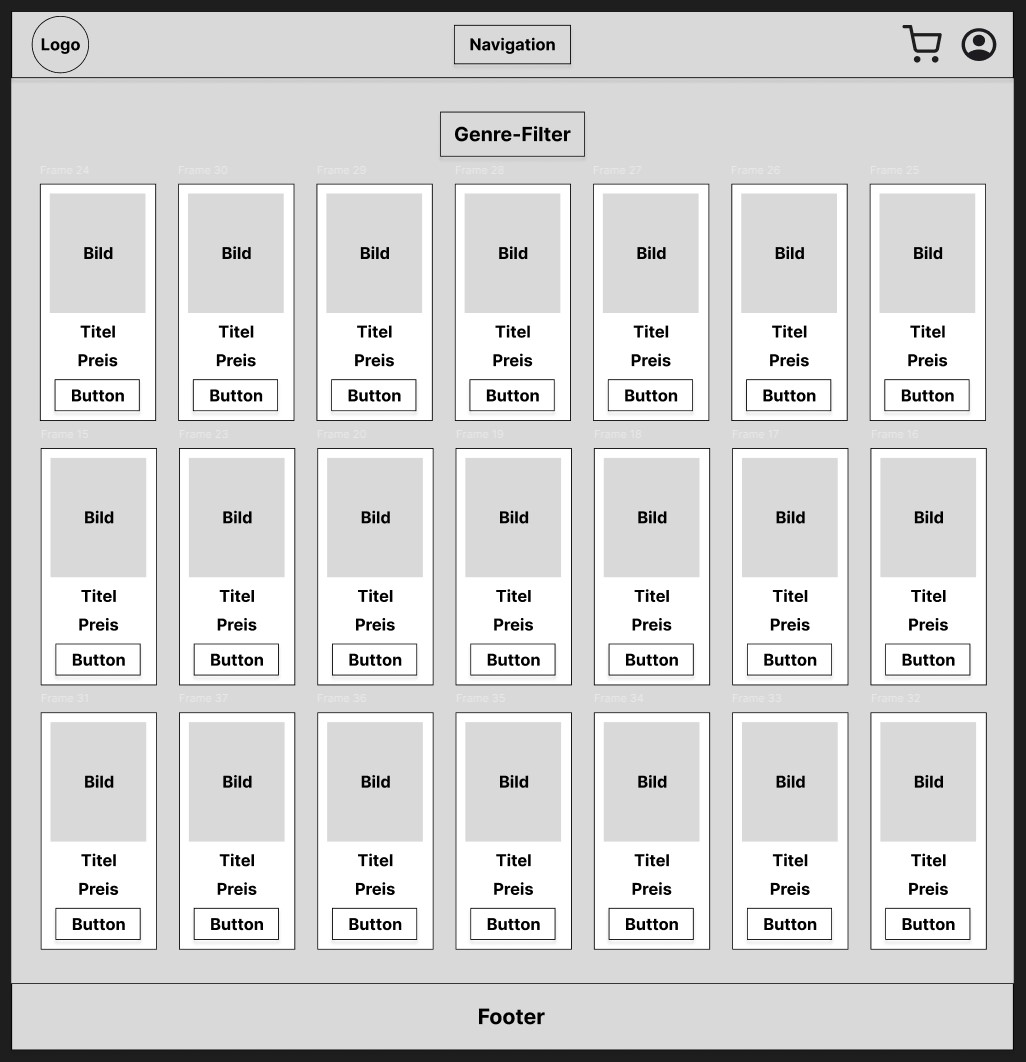 Logo
Navigation
Genre-Filter
Frame 24 Frame 30 Frame 29 Frame 28 Frame 27 Frame 26 Frame 25
Bild Bild Bild Bild Bild Bild Bild
Titel Titel Titel Titel Titel Titel Titel
Preis Preis Preis Preis Preis Preis Preis
Button Button Button Button Button Button Button
Frame 15 Frame 23 Frame 20 Frame 19 Frame 18 Frame 17 Frame 16
Bild Bild Bild Bild Bild Bild Bild
Titel Titel Titel Titel Titel Titel Titel
Preis Preis Preis Preis Preis Preis Preis
Button Button Button Button Button Button Button
Frame 31 Frame 37 Frame 36 Frame 35 Frame 34 Frame 33 Frame 32
Bild Bild Bild Bild Bild Bild Bild
Titel Titel Titel Titel Titel Titel Titel
Preis Preis Preis Preis Preis Preis Preis
Button Button Button Button Button Button Button
Footer